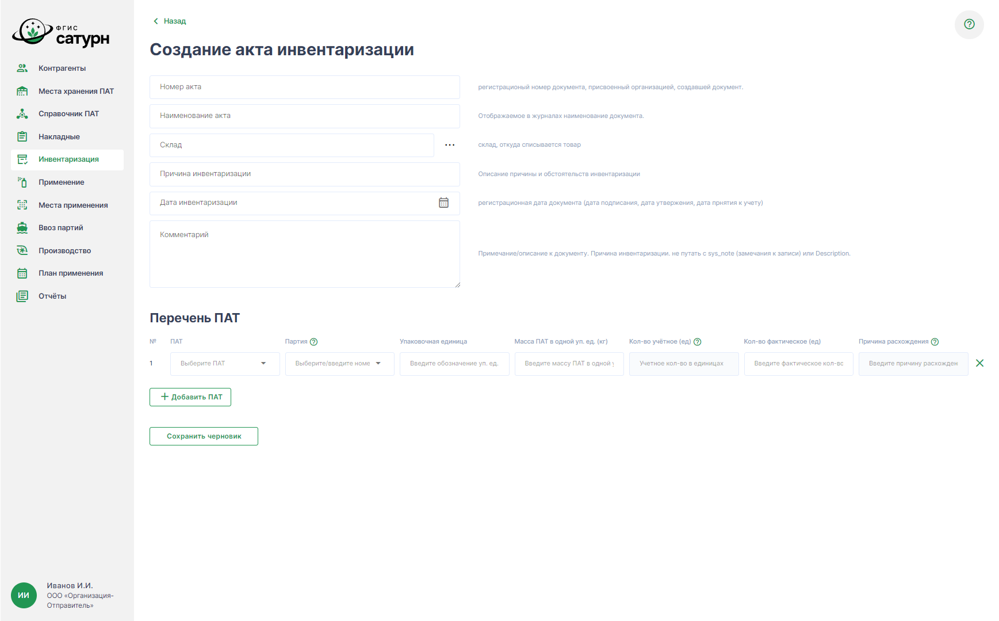 ФГИС
сатурн
Контрагенты
Места хранения ПАТ
Справочник ПАТ
Накладные
Инвентаризация
Применение
Места применения
Ввоз партий
Производство
План применения
Отчёты
ИИ
Иванов И.И.
ООО «Организация-
Отправитель»
Назад
Создание акта инвентаризации
Номер акта
регистрационый номер документа, присвоенный организацией, создавшей документ.
Наименование акта
Отображаемое в журналах наименование документа.
Склад
склад, откуда списывается товар
Причина инвентаризации
Описание причины и обстоятельств инвентаризации
Дата инвентаризации
регистрационная дата документа (дата подписания, дата утвержения, дата прнятия к учету)
Комментарий
Примечание/описание к документу. Причина инвентаризации. не путать с sys_note (замечания к записи) или Description.
Перечень ПАТ
№ ПАТ Партия Упаковочная единица Масса ПАТ в одной уп. ед. (кг) Кол-во учётное (ед) Кол-во фактическое (ед) Причина расхождения
1 Выберите ПАТ Выберите/введите номе Введите обозначение уп. ед. Введите массу ПАТ в одной у Учетное кол-во в единицах Введите фактическое кол-во Введите причину расхожден
Добавить ПАТ
Сохранить черновик